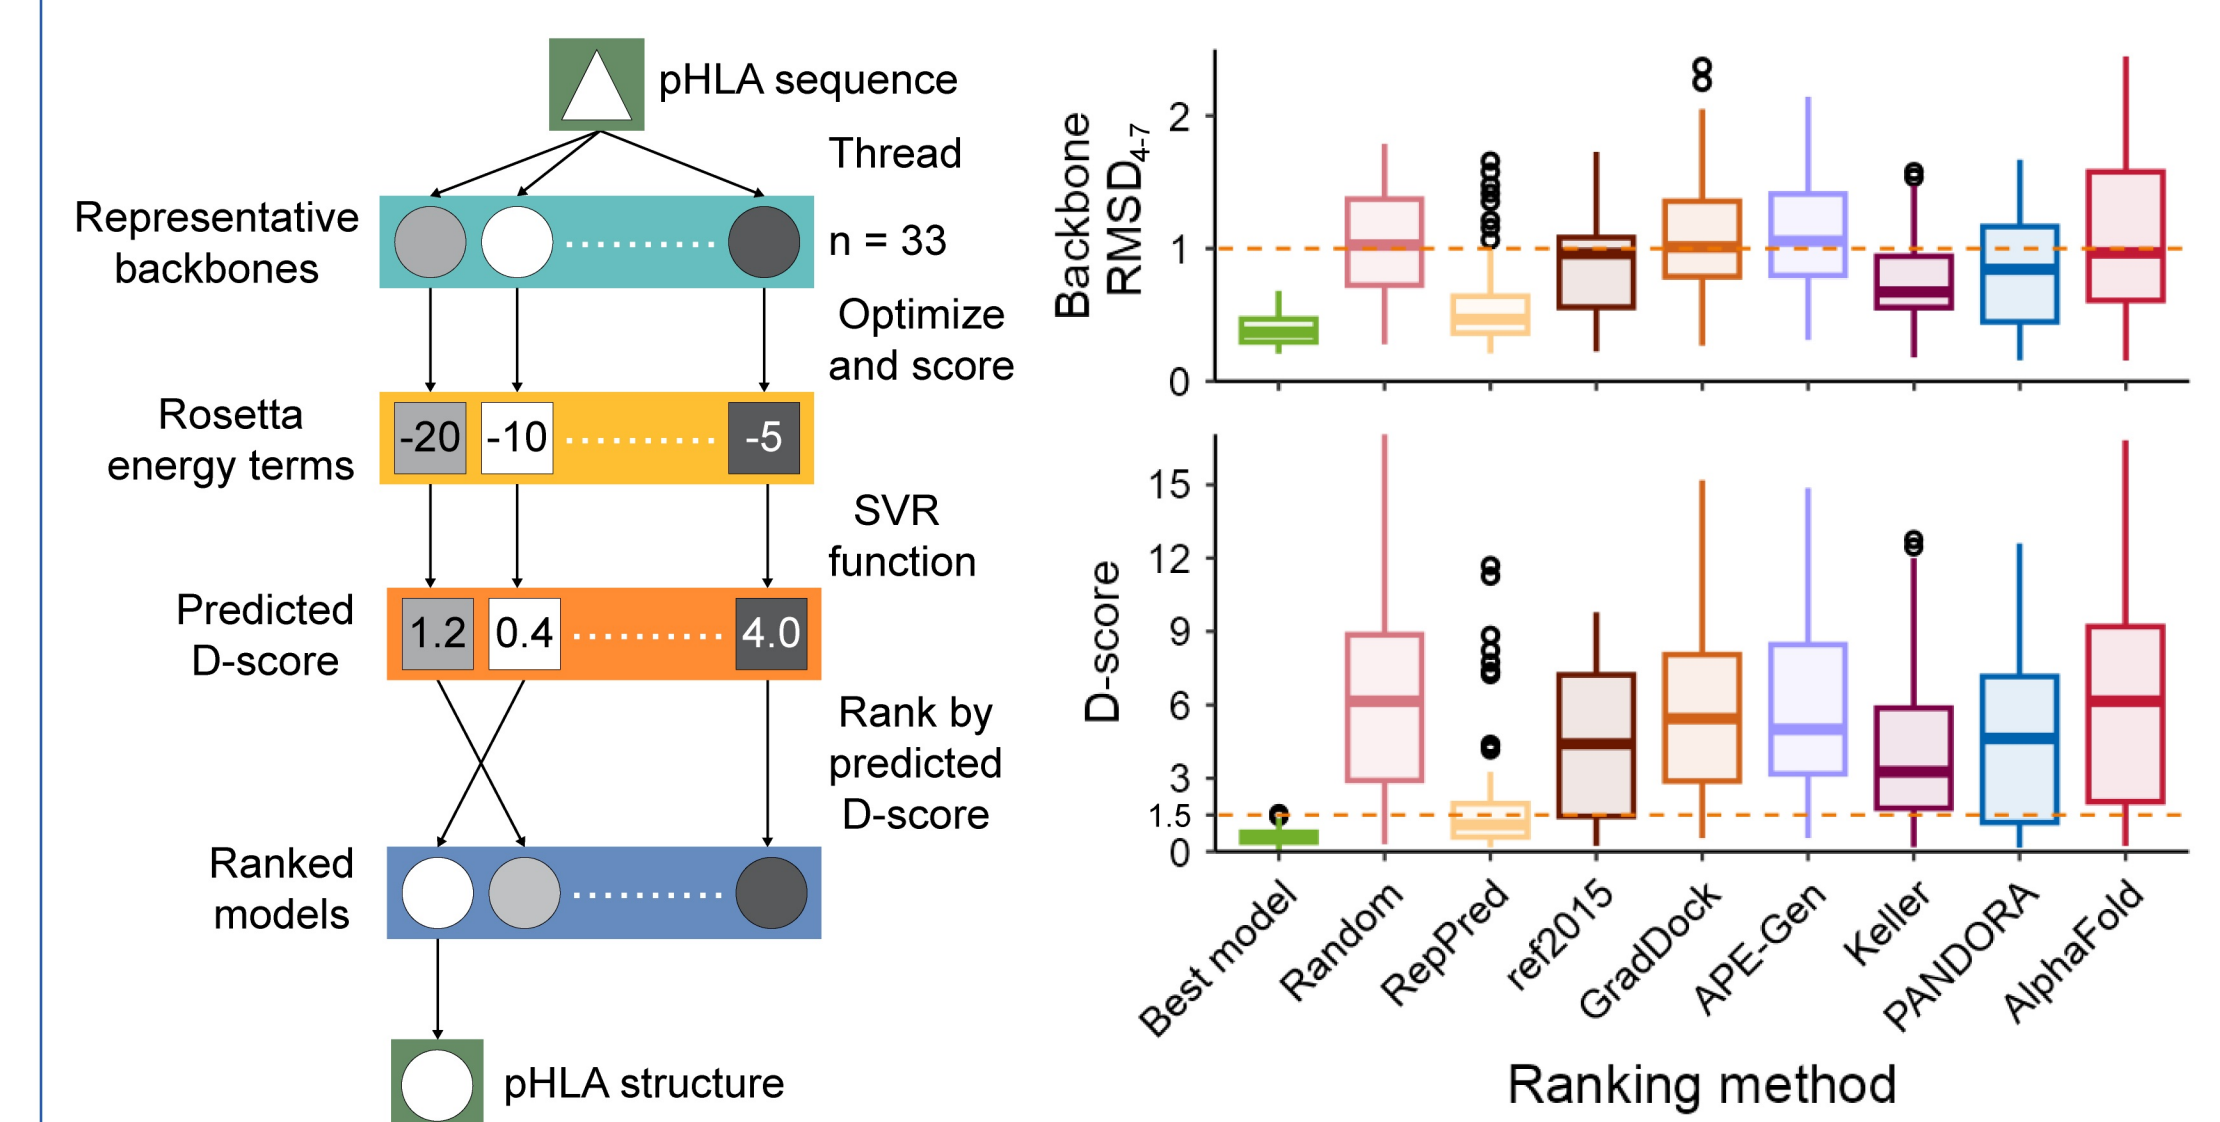 pHLA sequence
Thread
Representative
backbones
n = 33
Optimize
and score
Rosetta
energy terms
-20 -10 -5
SVR
function
Predicted
D-score
1.2 0.4 4.0
Rank by
predicted
D-score
Ranked
models
pHLA structure
Backbone
RMSD4-7
2
1
0
D-score
15
12
9
6
3
1.5
0
Best model
Random
RepPred
ref2015
GradDock
APE-Gen
Keller
PANDORA
AlphaFold
Ranking method